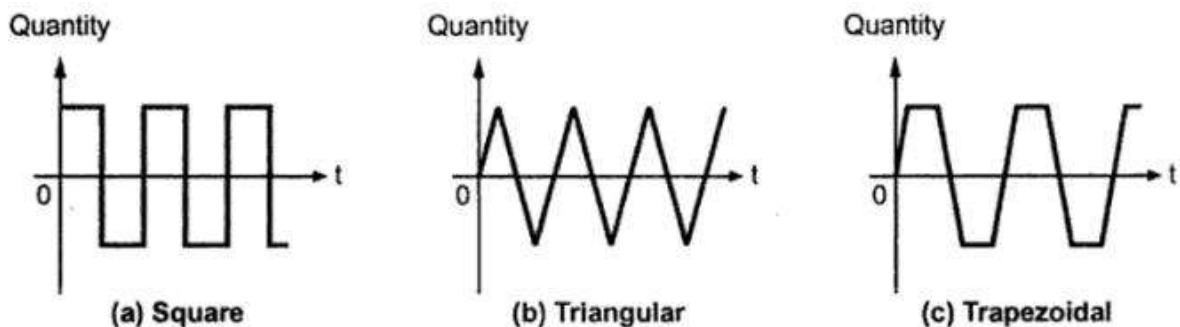 Quantity
0
t
(a) Square
Quantity
0
t
(b) Triangular
Quantity
0
t
(c) Trapezoidal